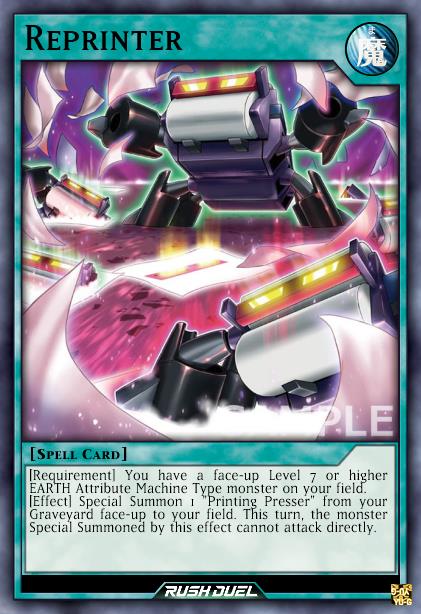 Reprinter
ま
魔
SAMPLE
[Spell Card]
[Requirement] You have a face-up Level 7 or higher
EARTH Attribute Machine Type monster on your field.
[Effect] Special Summon 1 "Printing Presser" from your
Graveyard face-up to your field. This turn, the monster
Special Summoned by this effect cannot attack directly.
RUSH DUEL